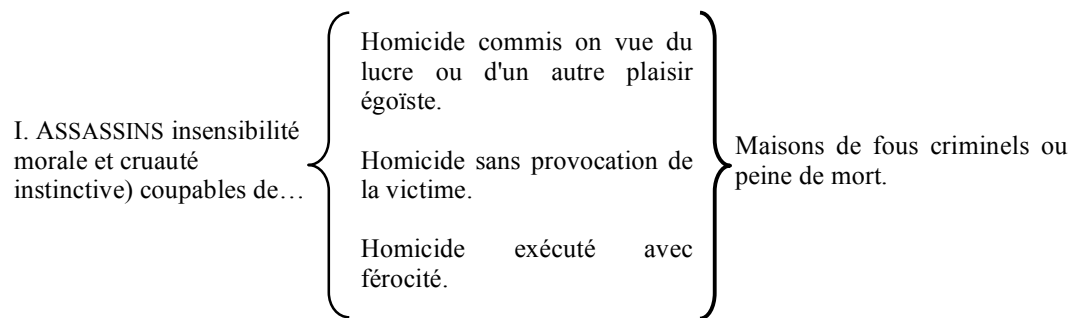 I. ASSASSINS insensibilité
morale et cruauté
instinctive) coupables de…
Homicide commis on vue du
lucre ou d'un autre plaisir
égoïste.
Homicide sans provocation de
la victime.
Homicide exécuté avec
férocité.
Maisons de fous criminels ou
peine de mort.